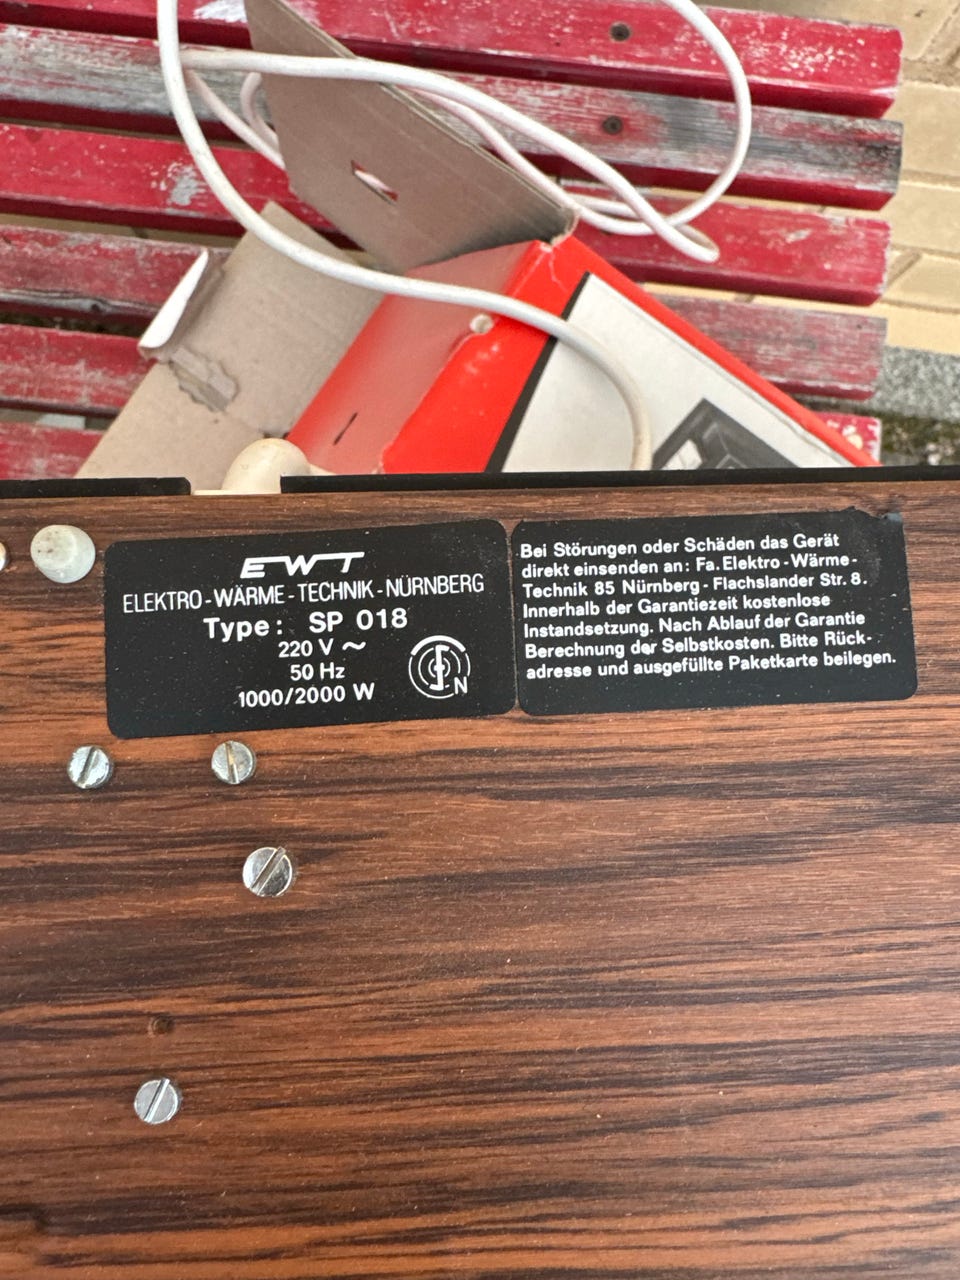 EWT
ELEKTRO-WÄRME-TECHNIK-NÜRNBERG
Type: SP 018
220 V ~
50 Hz
1000/2000 W
N
Bei Störungen oder Schäden das Gerät
direkt einsenden an: Fa. Elektro-Wärme-
Technik 85 Nürnberg - Flachslander Str. 8.
Innerhalb der Garantiezeit kostenlose
Instandsetzung. Nach Ablauf der Garantie
Berechnung der Selbstkosten. Bitte Rück-
adresse und ausgefüllte Paketkarte beilegen.